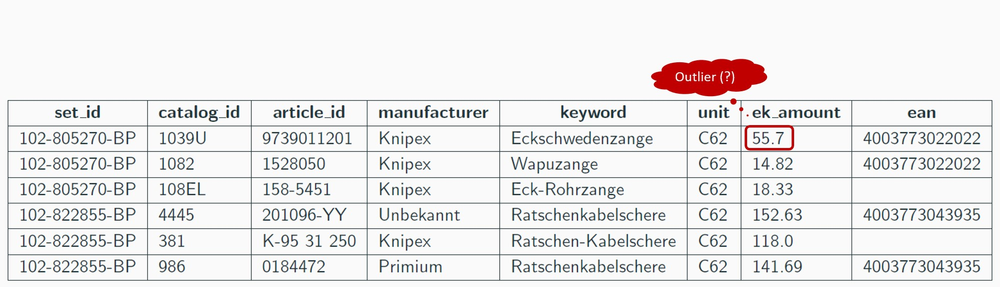 Outlier (?)
set_id catalog_id article_id manufacturer keyword unit ek_amount ean
102-805270-BP 1039U 9739011201 Knipex Eckschwedenzange C62 55.7 4003773022022
102-805270-BP 1082 1528050 Knipex Wapuzange C62 14.82 4003773022022
102-805270-BP 108EL 158-5451 Knipex Eck-Rohrzange C62 18.33
102-822855-BP 4445 201096-YY Unbekannt Ratschenkabelschere C62 152.63 4003773043935
102-822855-BP 381 K-95 31 250 Knipex Ratschen-Kabelschere C62 118.0
102-822855-BP 986 0184472 Primium Ratschenkabelschere C62 141.69 4003773043935